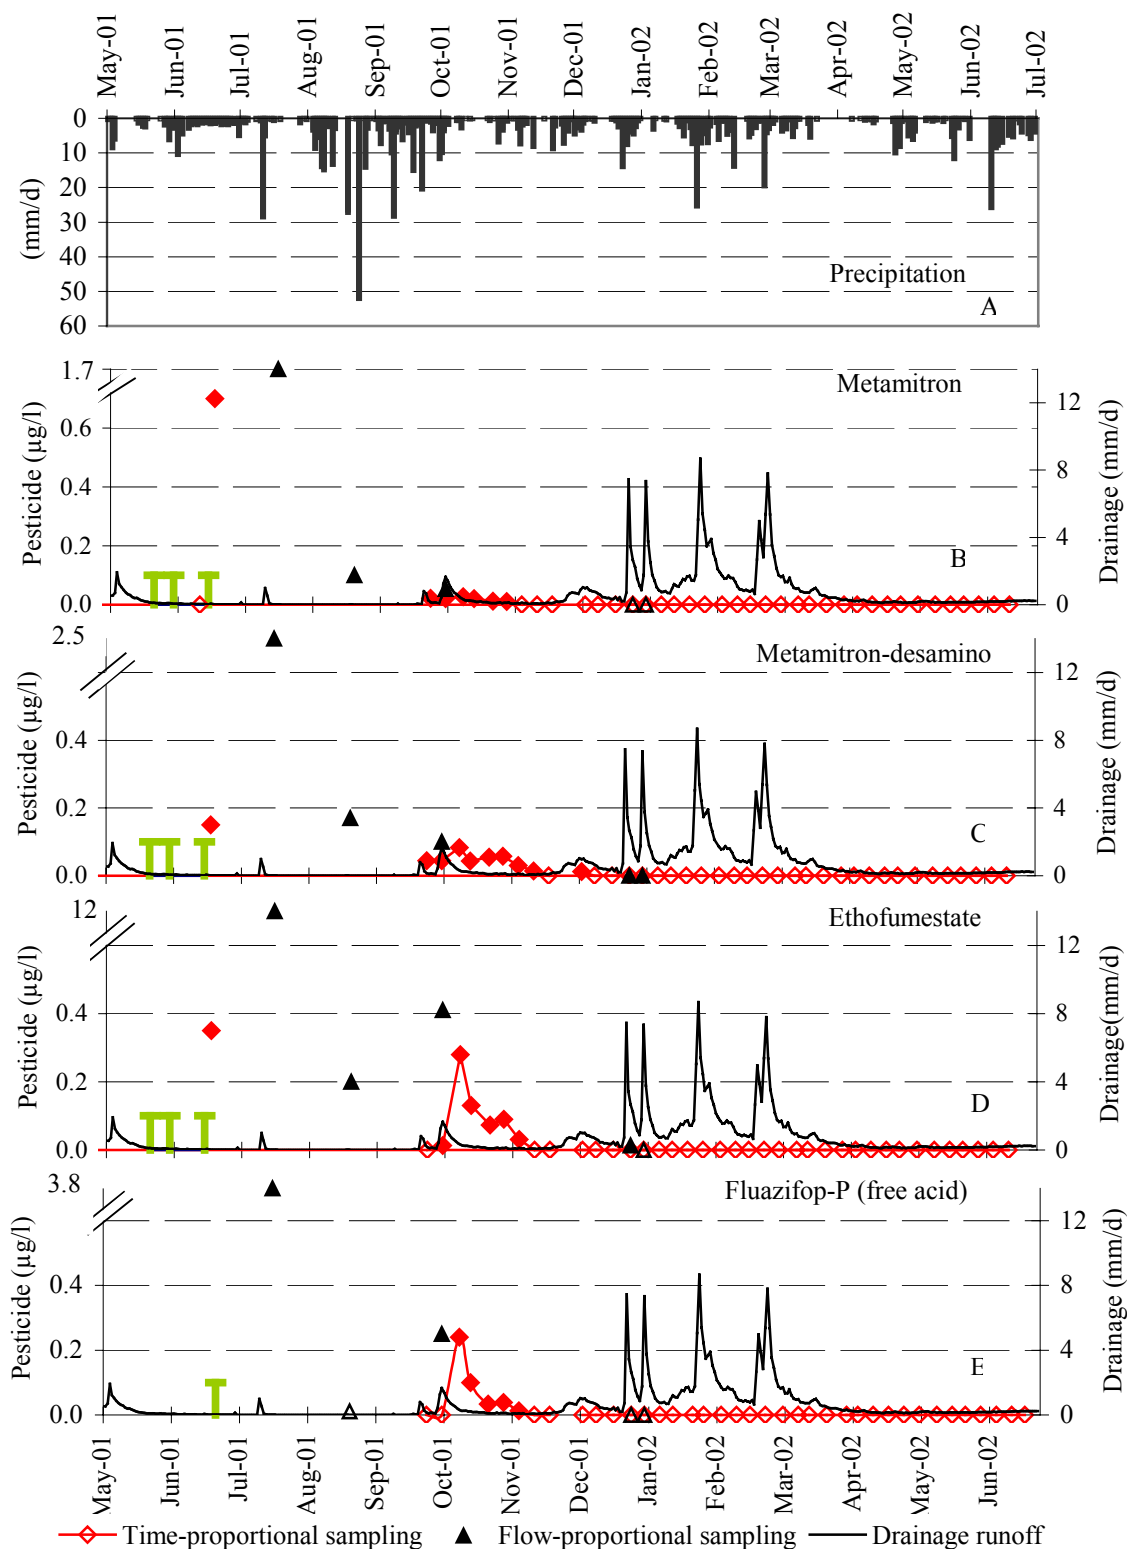 May-01 Jun-01 Jul-01 Aug-01 Sep-01 Oct-01 Nov-01 Dec-01 Jan-02 Feb-02 Mar-02 Apr-02 May-02 Jun-02 Jul-02
0
10
20
30
40
50
60
(mm/d)
Precipitation
A
1.7
0.6
0.4
0.2
0.0
Pesticide (µg/l)
Metamitron
B
12
8
4
0
Drainage (mm/d)
2.5
0.4
0.2
0.0
Pesticide (µg/l)
Metamitron-desamino
C
12
8
4
0
Drainage (mm/d)
12
0.4
0.2
0.0
Pesticide (µg/l)
Ethofumestate
D
12
8
4
0
Drainage(mm/d)
3.8
0.4
0.2
0.0
Pesticide (µg/l)
Fluazifop-P (free acid)
E
12
8
4
0
Drainage (mm/d)
May-01 Jun-01 Jul-01 Aug-01 Sep-01 Oct-01 Nov-01 Dec-01 Jan-02 Feb-02 Mar-02 Apr-02 May-02 Jun-02
Time-proportional sampling Flow-proportional sampling Drainage runoff